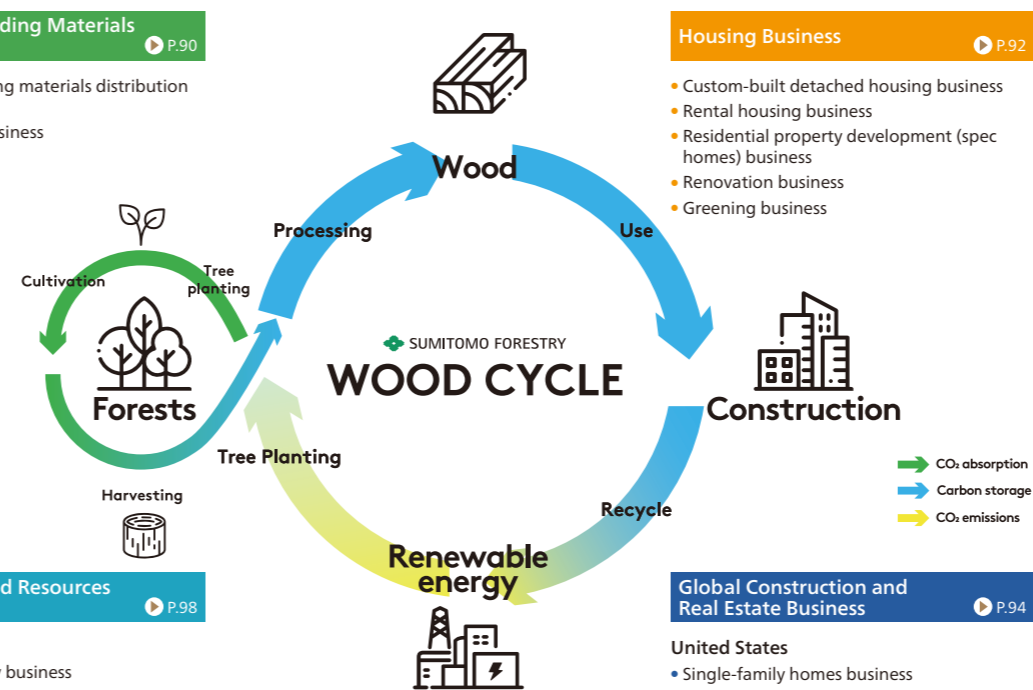 ding Materials
P.90
ng materials distribution
siness
Housing Business
P.92
• Custom-built detached housing business
• Rental housing business
• Residential property development (spec
homes) business
• Renovation business
• Greening business
Wood
Processing
Use
Cultivation
Tree
planting
Forests
Harvesting
SUMITOMO FORESTRY
WOOD CYCLE
Construction
Tree Planting
Recycle
Renewable
energy
CO₂ absorption
Carbon storage
CO₂ emissions
d Resources
P.98
business
Global Construction and
Real Estate Business
P.94
United States
• Single-family homes business